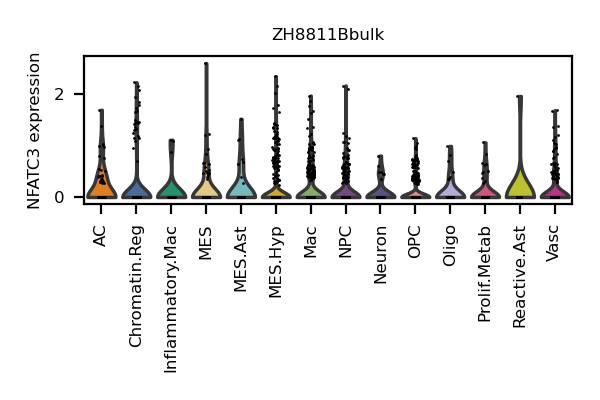 ZH8811Bbulk
NFATC3 expression
2
0
AC
Chromatin.Reg
Inflammatory.Mac
MES
MES.Ast
MES.Hyp
Mac
NPC
Neuron
OPC
Oligo
Prolif.Metab
Reactive.Ast
Vasc